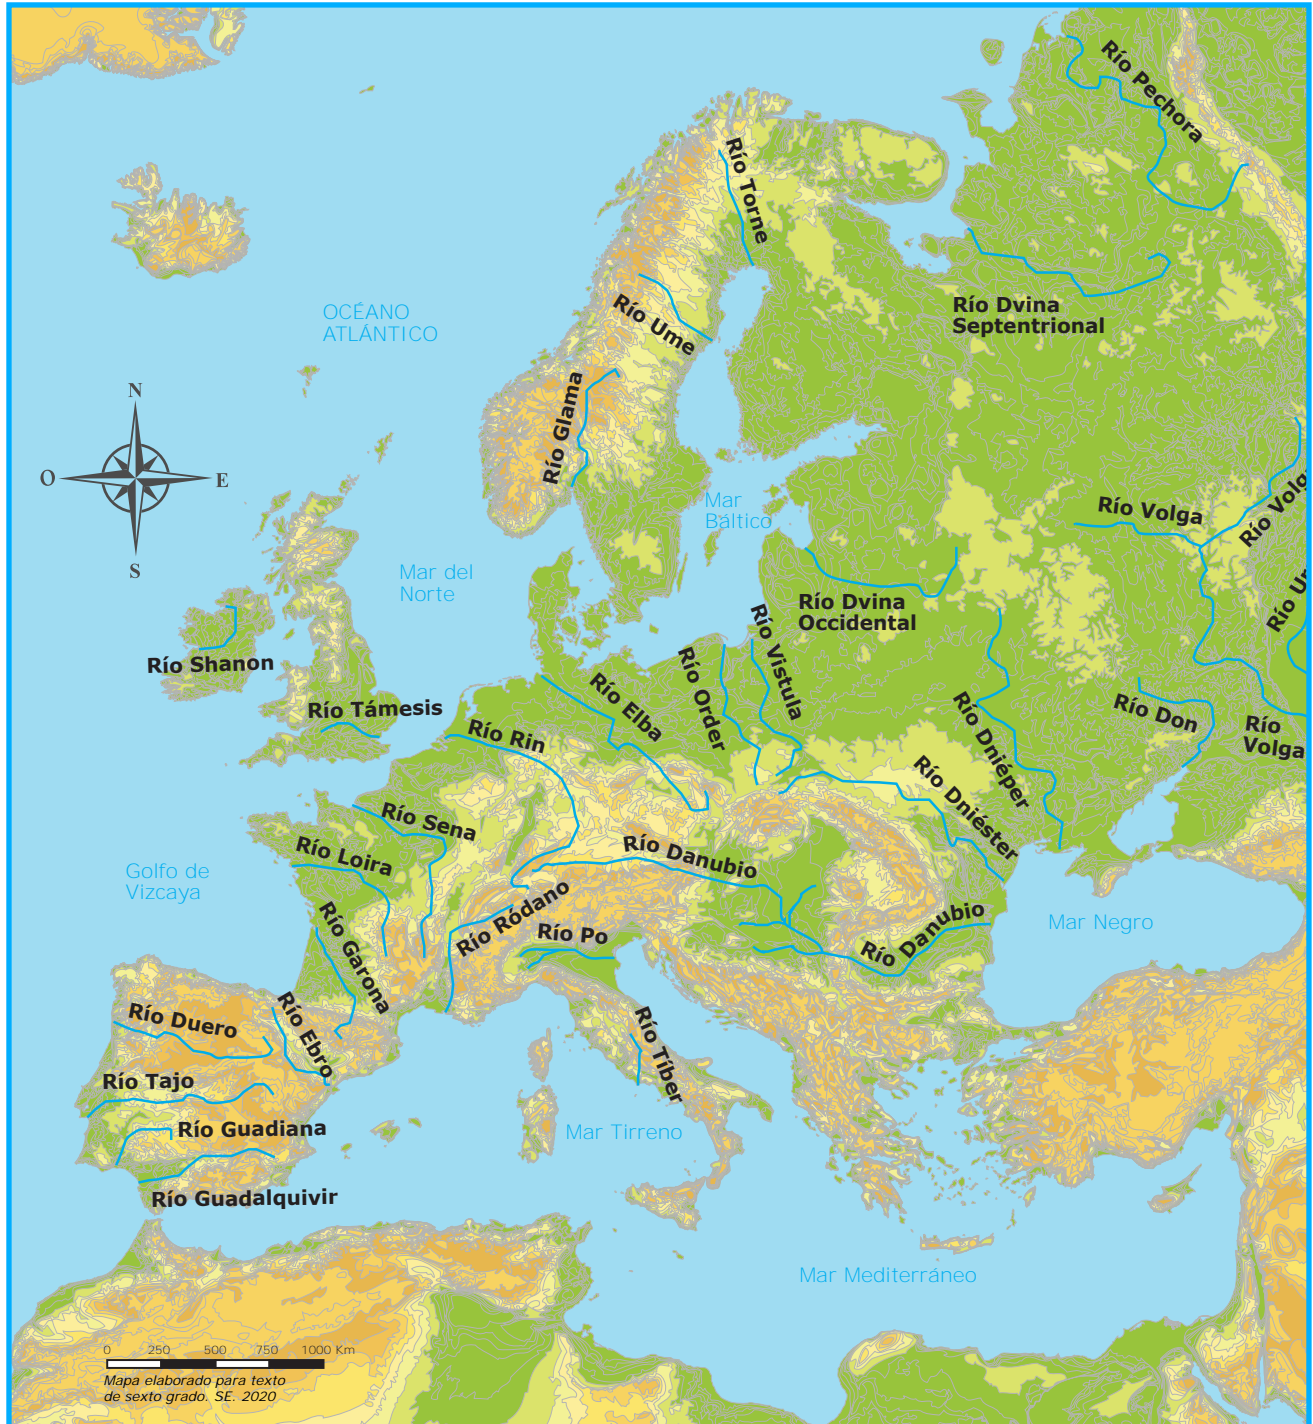 Río Pechora
Río Torne
Río Dvina
Septentrional
Río Ume
OCÉANO
ATLÁNTICO
Río Glama
N
O
E
S
Mar
Báltico
Río Volga
Río Volg
Mar del
Norte
Río Dvina
Occidental
Río U
Río Shanon
Río Vistula
Río Támesis
Río Elba
Río Order
Río Dniéper
Río Don
Río
Volga
Río Rin
Río Dniéster
Río Sena
Río Loira
Río Danubio
Golfo de
Vizcaya
Río Ródano
Río Danubio
Mar Negro
Río Garona
Río Po
Río Duero
Río Ebro
Río Tíber
Río Tajo
Río Guadiana
Mar Tirreno
Río Guadalquivir
Mar Mediterráneo
0 250 500 750 1000 Km
Mapa elaborado para texto
de sexto grado. SE. 2020